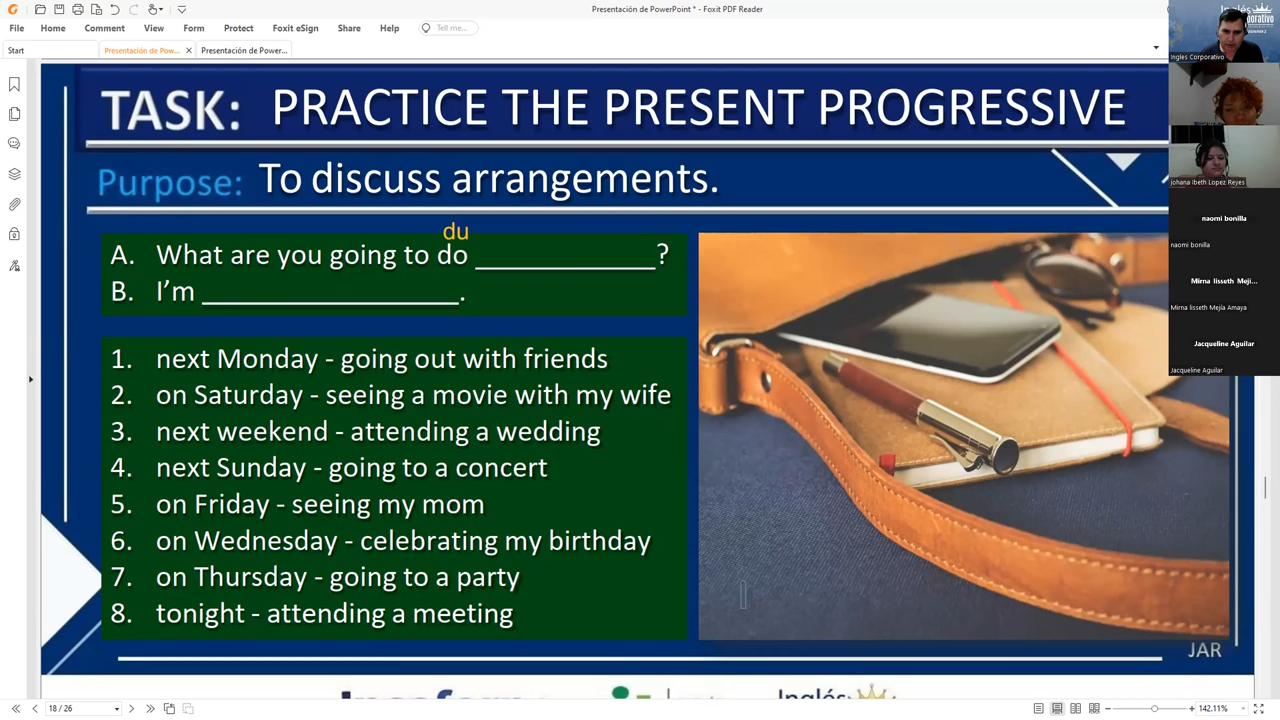 Presentación de PowerPoint * - Foxit PDF Reader
File Home Comment View Form Protect Foxit eSign Share Help Tell me...
Start Presentación de Pow... Presentación de Power...
TASK: PRACTICE THE PRESENT PROGRESSIVE
Purpose: To discuss arrangements.
du
A. What are you going to do ______________?
B. I'm ____________________.
1. next Monday - going out with friends
2. on Saturday - seeing a movie with my wife
3. next weekend - attending a wedding
4. next Sunday - going to a concert
5. on Friday - seeing my mom
6. on Wednesday - celebrating my birthday
7. on Thursday - going to a party
8. tonight - attending a meeting
JAR
Inglés
Ingles Corporativo
Johana Ibeth Lopez Reyes
naomi bonilla
naomi bonilla
Mirna lisseth Meji...
Mirna lisseth Mejía Amaya
Jacqueline Aguilar
Jacqueline Aguilar
18 / 26
142.11%